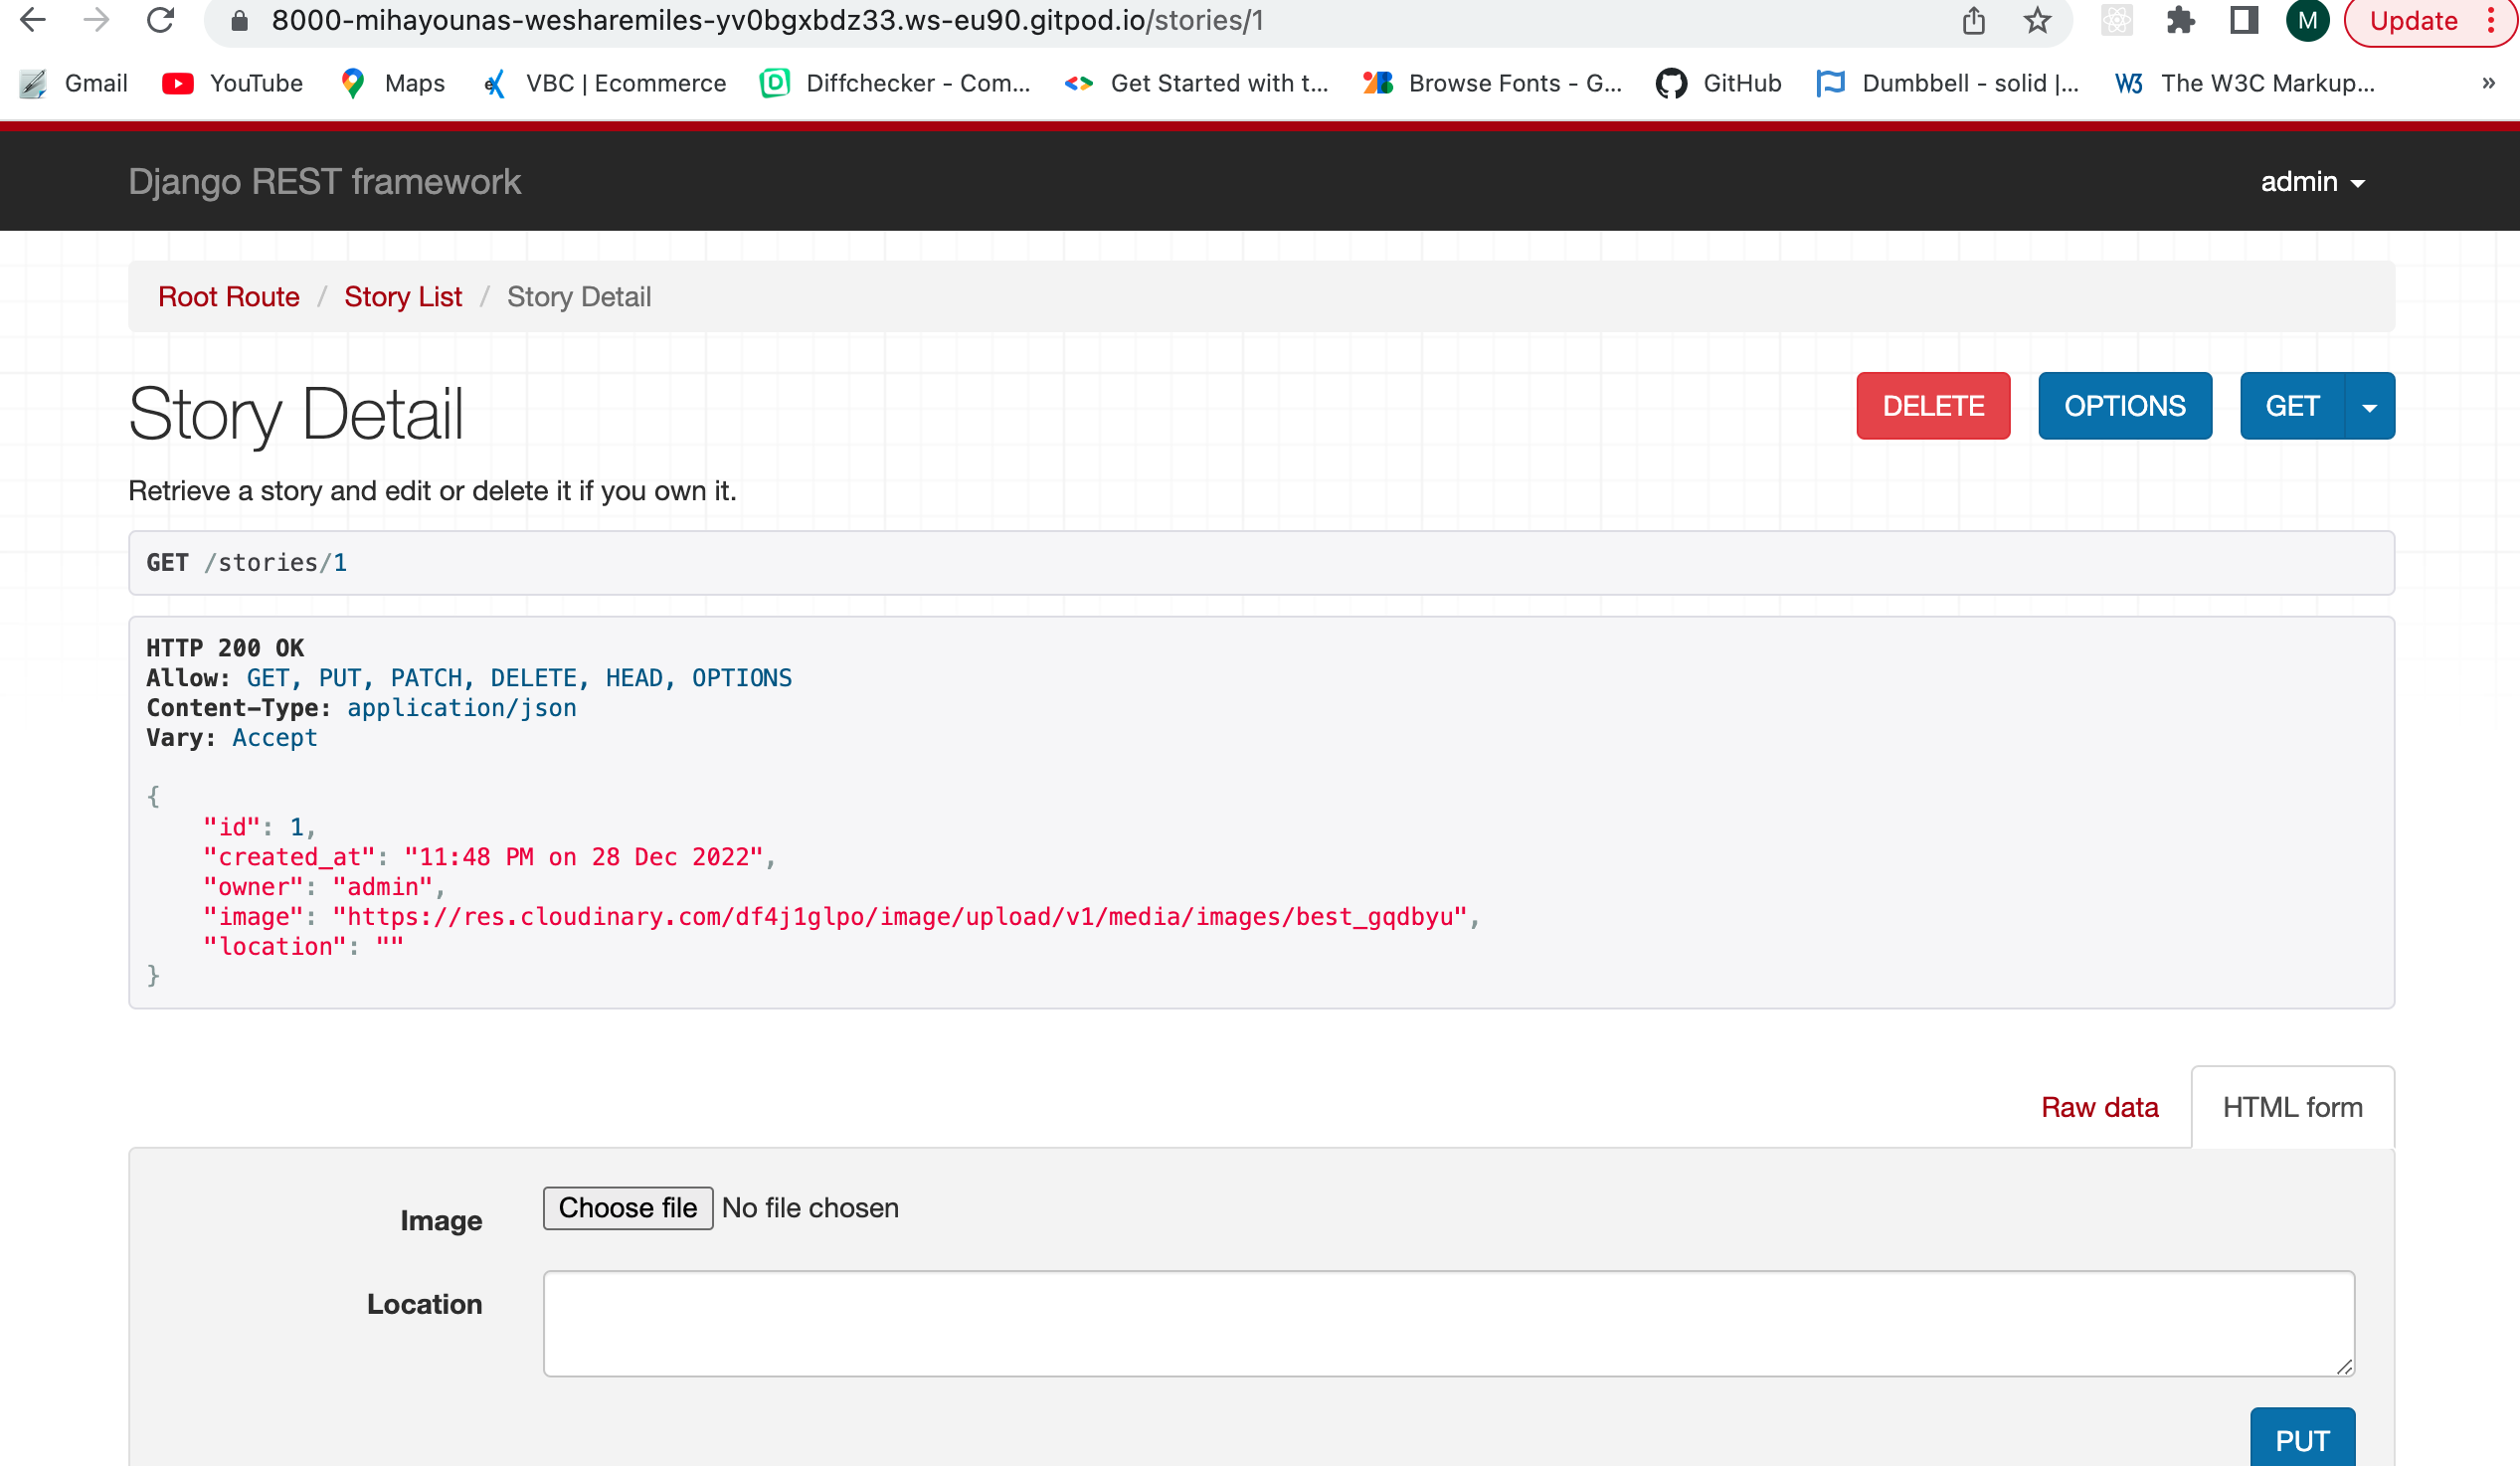 8000-mihayounas-wesharemiles-yv0bgxbdz33.ws-eu90.gitpod.io/stories/1
M
Update
Gmail
YouTube
Maps
VBC | Ecommerce
Diffchecker - Com...
Get Started with t...
Browse Fonts - G...
GitHub
Dumbbell - solid |...
The W3C Markup...
»
Django REST framework
admin
Root Route / Story List / Story Detail
Story Detail
DELETE
OPTIONS
GET
Retrieve a story and edit or delete it if you own it.
GET /stories/1
HTTP 200 OK
Allow: GET, PUT, PATCH, DELETE, HEAD, OPTIONS
Content-Type: application/json
Vary: Accept
{
"id": 1,
"created_at": "11:48 PM on 28 Dec 2022",
"owner": "admin",
"image": "https://res.cloudinary.com/df4j1glpo/image/upload/v1/media/images/best_gqdbyu",
"location": ""
}
Raw data
HTML form
Image
Choose file No file chosen
Location
PUT